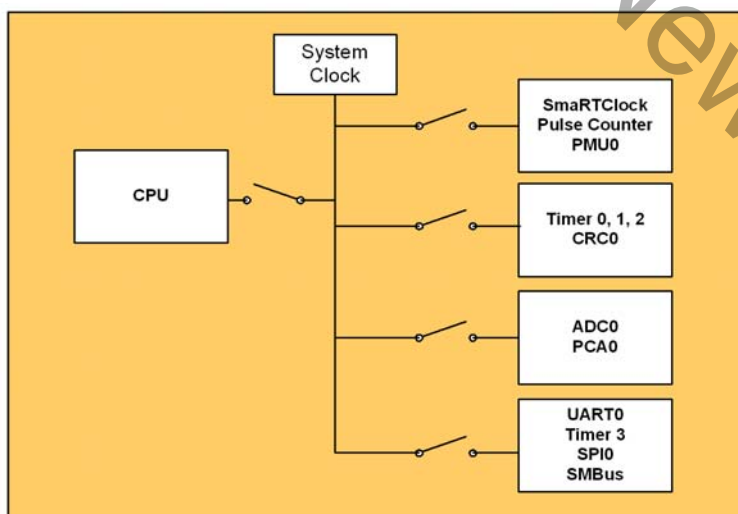 System
Clock
SmaRTClock
Pulse Counter
PMU0
CPU
Timer 0, 1, 2
CRC0
ADC0
PCA0
UART0
Timer 3
SPI0
SMBus